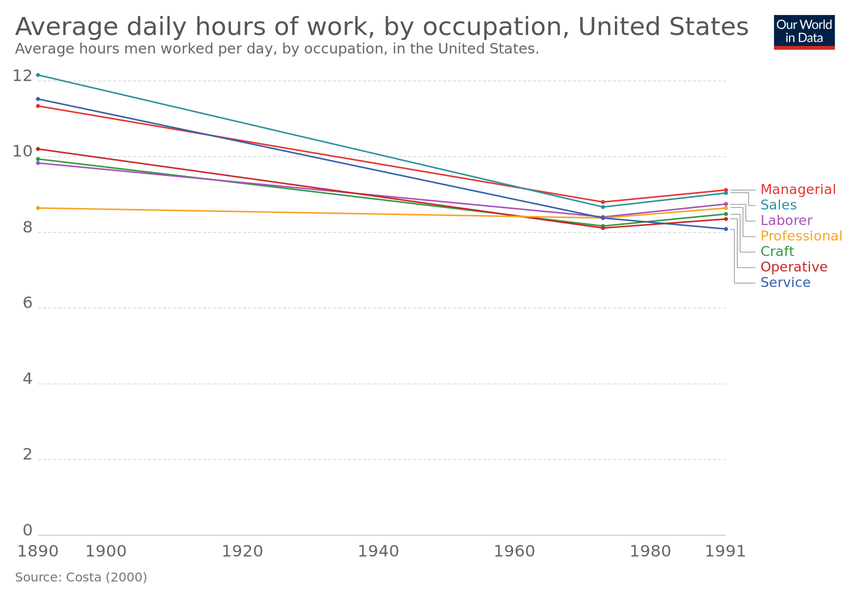 Average daily hours of work, by occupation, United States
Average hours men worked per day, by occupation, in the United States.
Our World
in Data
12
10
8
6
4
2
0
1890 1900 1920 1940 1960 1980 1991
Managerial
Sales
Laborer
Professional
Craft
Operative
Service
Source: Costa (2000)